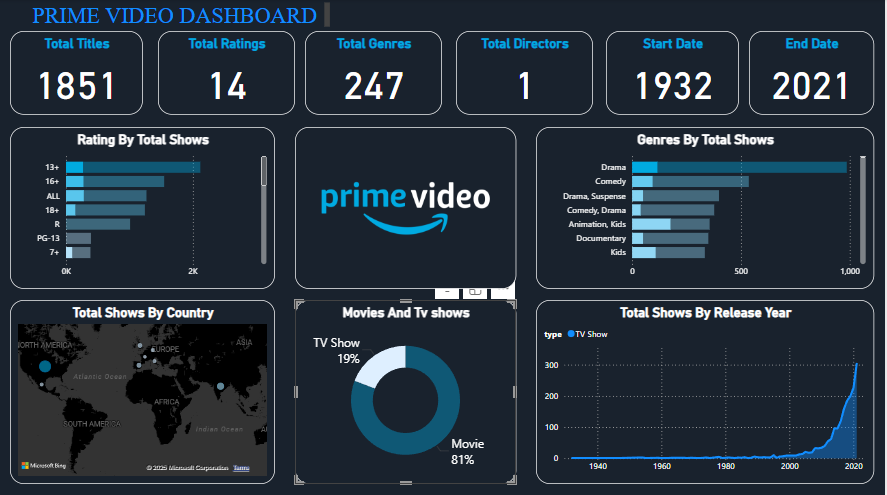 PRIME VIDEO DASHBOARD
Total Titles
1851
Total Ratings
14
Total Genres
247
Total Directors
1
Start Date
1932
End Date
2021
Rating By Total Shows
13+
16+
ALL
18+
R
PG-13
7+
0K 2K
prime video
Genres By Total Shows
Drama
Comedy
Drama, Suspense
Comedy, Drama
Animation, Kids
Documentary
Kids
0 500 1,000
Total Shows By Country
NORTH AMERICA
EUROPE
ASIA
Atlantic Ocean
AFRICA
SOUTH AMERICA
Indian Ocean
Microsoft Bing
© 2025 Microsoft Corporation Terms
Movies And Tv shows
TV Show
19%
Movie
81%
Total Shows By Release Year
type TV Show
300
200
100
0
1940 1960 1980 2000 2020